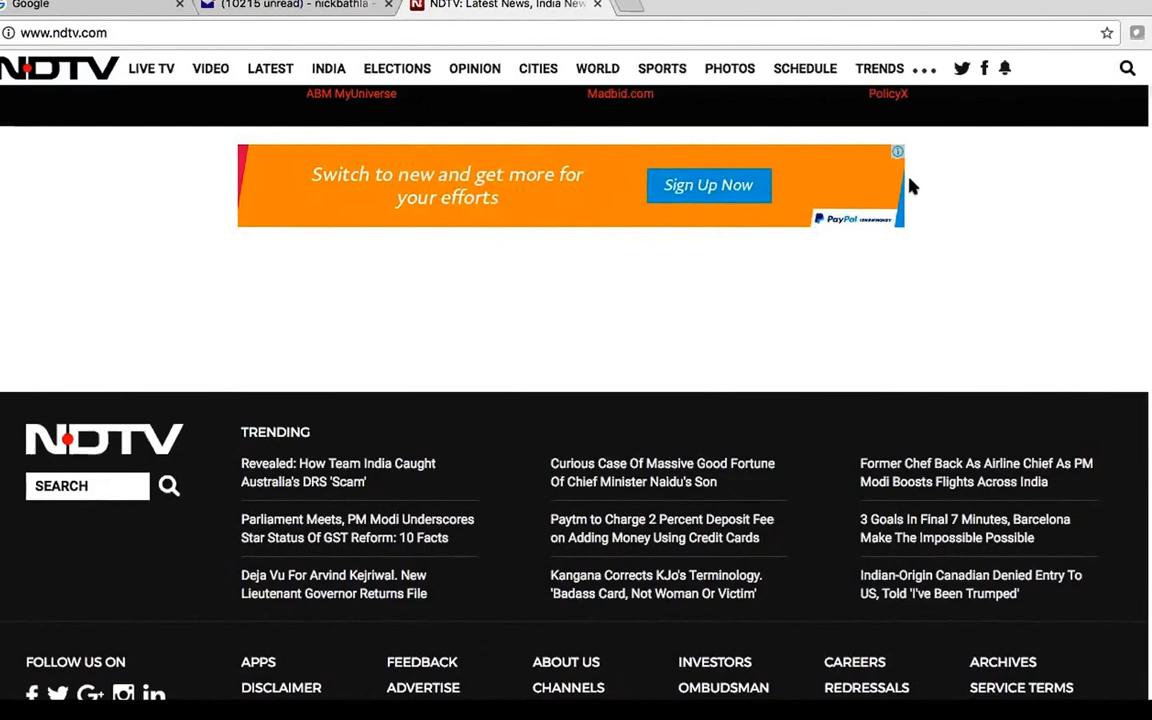 Google
(10215 unread) - nickbathla -
NDTV: Latest News, India New
www.ndtv.com
NDTV LIVE TV VIDEO LATEST INDIA ELECTIONS OPINION CITIES WORLD SPORTS PHOTOS SCHEDULE TRENDS
ABM MyUniverse Madbid.com PolicyX
Switch to new and get more for
your efforts
Sign Up Now
PayPal
NDTV
SEARCH
TRENDING
Revealed: How Team India Caught
Australia's DRS 'Scam'
Curious Case Of Massive Good Fortune
Of Chief Minister Naidu's Son
Former Chef Back As Airline Chief As PM
Modi Boosts Flights Across India
Parliament Meets, PM Modi Underscores
Star Status Of GST Reform: 10 Facts
Paytm to Charge 2 Percent Deposit Fee
on Adding Money Using Credit Cards
3 Goals In Final 7 Minutes, Barcelona
Make The Impossible Possible
Deja Vu For Arvind Kejriwal. New
Lieutenant Governor Returns File
Kangana Corrects KJo's Terminology.
'Badass Card, Not Woman Or Victim'
Indian-Origin Canadian Denied Entry To
US, Told 'I've Been Trumped'
FOLLOW US ON
APPS FEEDBACK ABOUT US INVESTORS CAREERS ARCHIVES
DISCLAIMER ADVERTISE CHANNELS OMBUDSMAN REDRESSALS SERVICE TERMS